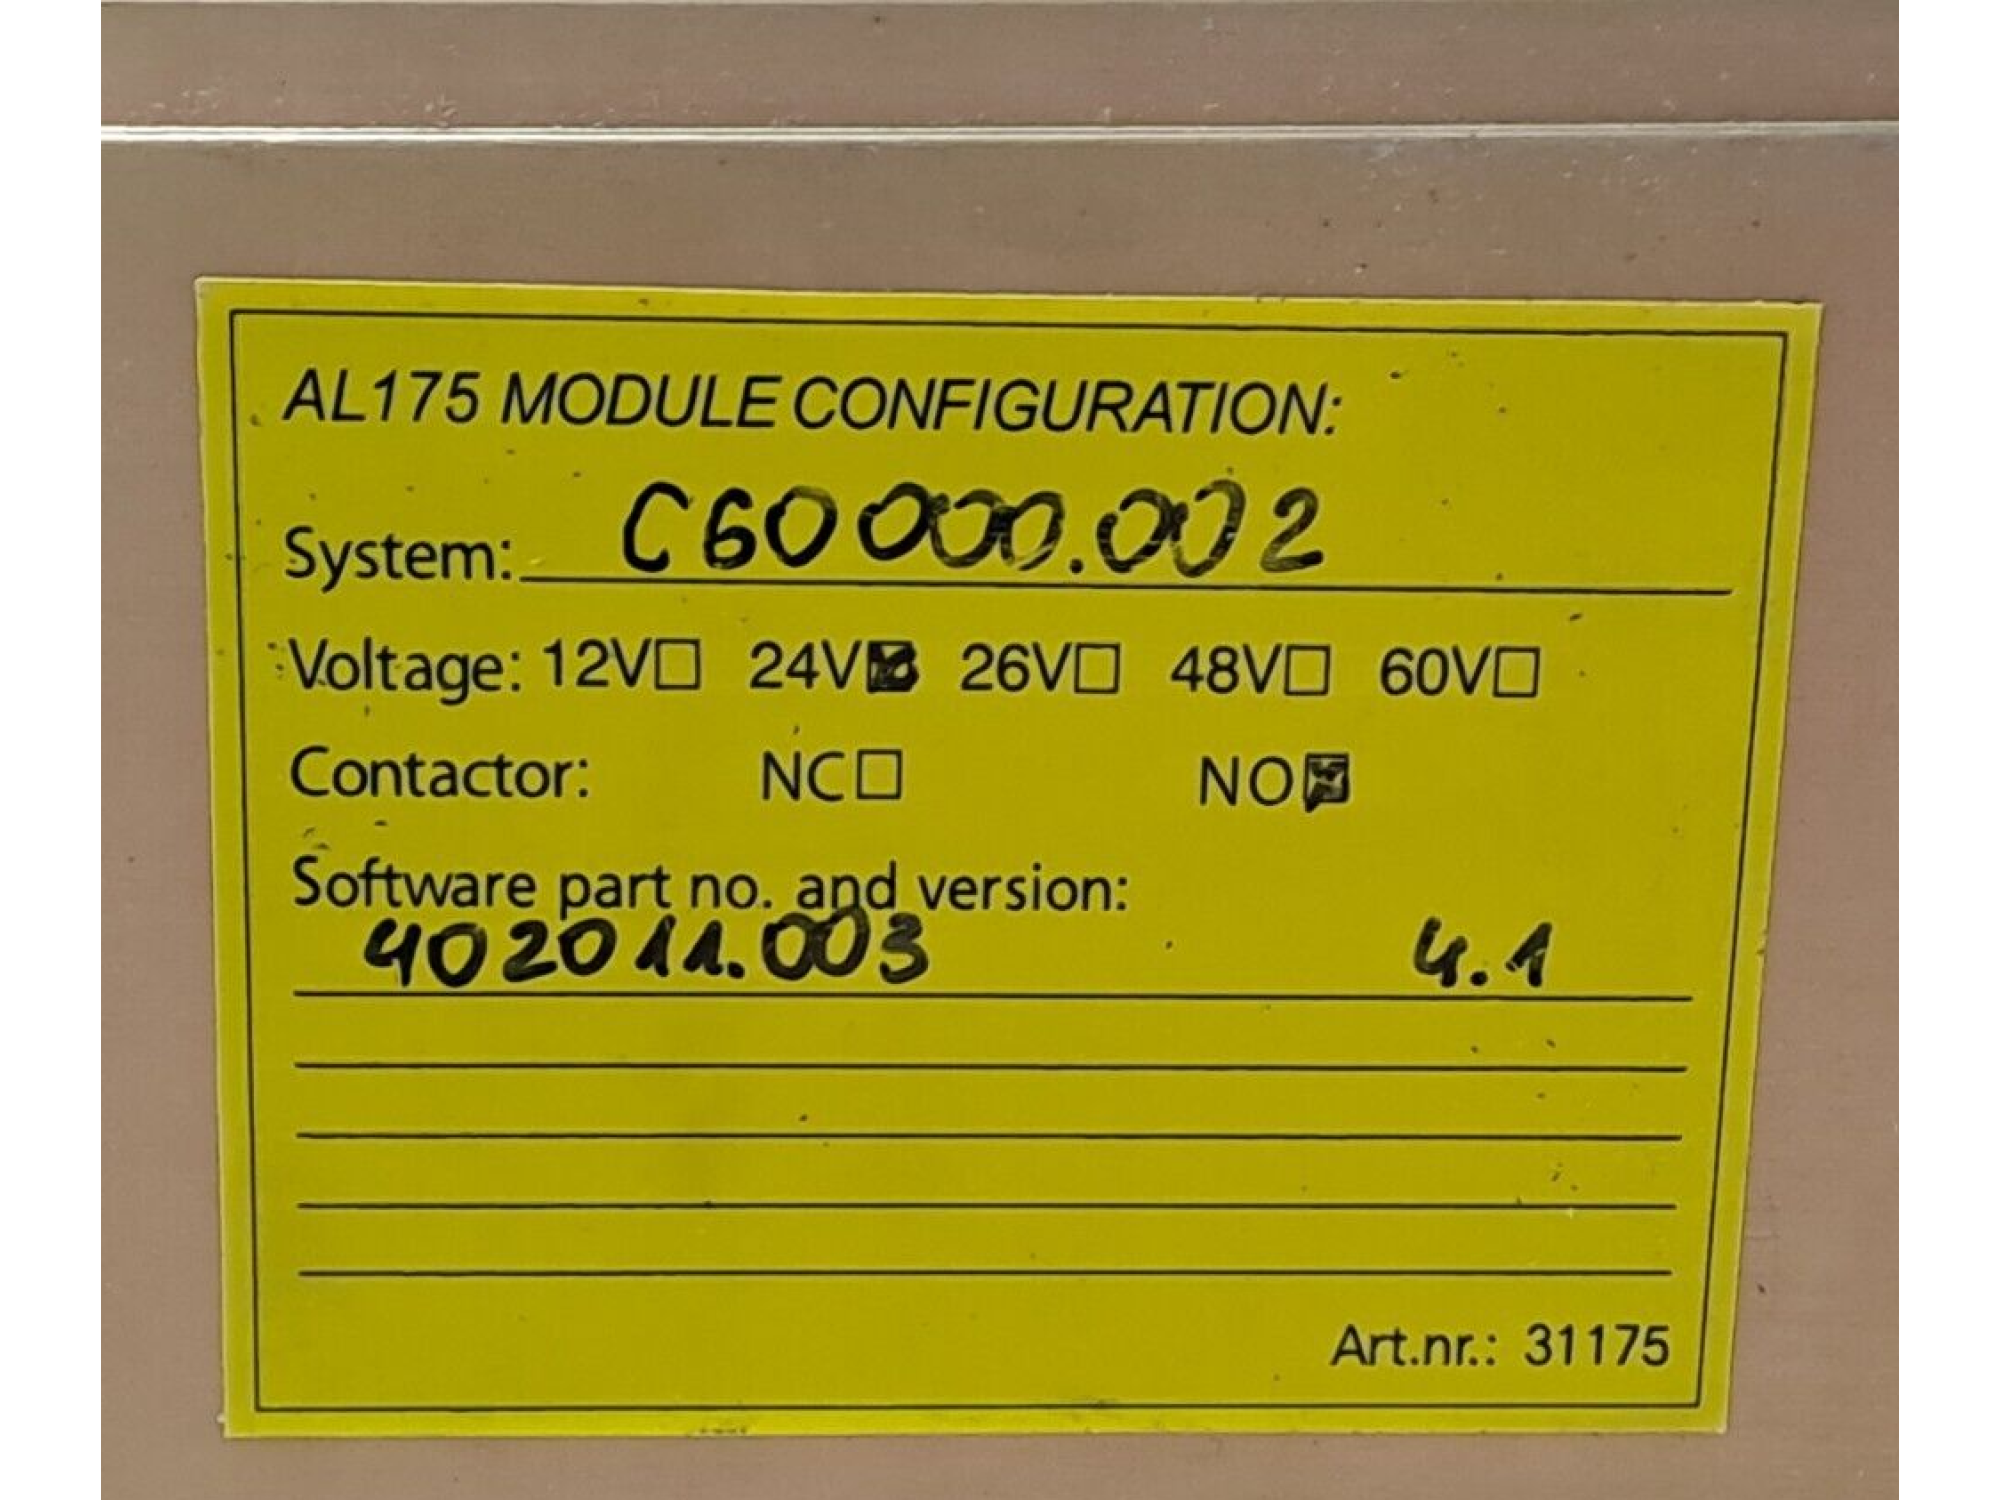 AL175 MODULE CONFIGURATION:
System: C60000.002
Voltage: 12V☐ 24V☒ 26V☐ 48V☐ 60V☐
Contactor: NC☐ NO☒
Software part no. and version:
402011.003 4.1
Art.nr.: 31175